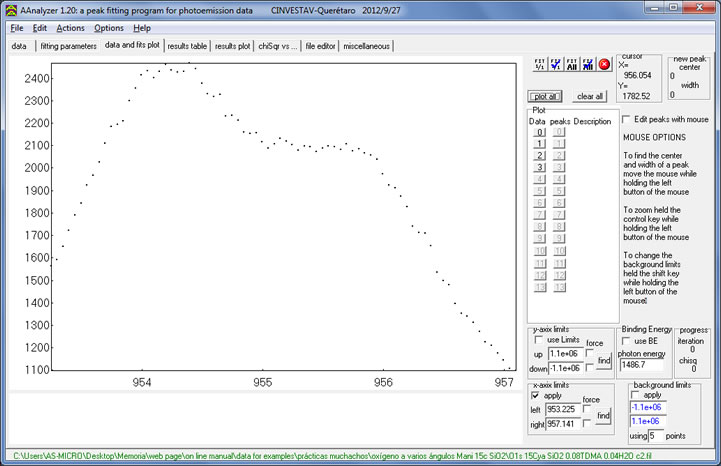 AAnalyzer 1.20: a peak fitting program for photoemission data CINVESTAV-Querétaro 2012/9/27
File Edit Actions Options Help
data fitting parameters data and fits plot results table results plot chiSqr vs ... file editor miscellaneous
2400
2300
2200
2100
2000
1900
1800
1700
1600
1500
1400
1300
1200
1100
954 955 956 957
FIT 1/1 FIT All FIT
cursor
X=
956.054
Y=
1782.52
new peak
center
0
width
0
plot all clear all
Plot
Data peaks Description
0 0
1 1
2 2
3 3
4 4
5 5
6 6
7 7
8 8
9 9
10 10
11 11
12 12
13 13
Edit peaks with mouse
MOUSE OPTIONS
To find the center
and width of a peak
move the mouse while
holding the left
button of the mouse
To zoom held the
control key while
holding the left
button of the mouse
To change the
background limits
held the shift key
while holding the
left button of the
mouse
y-axis limits
use Limits force
up 1.1e+06 find
down -1.1e+06
Binding Energy
use BE
photon energy
1486.7
progress
iteration
0
chisq
0
x-axis limits
apply force
left 953.225 find
right 957.141
background limits
apply
-1.1e+06
1.1e+06
using 5 points
C:\Users\AS-MICRO\Desktop\Memoria\web page\on line manual\data for examples\prácticas muchachos\oxígeno a varios ángulos Mani 15c SiO2\O1s 15Cya SiO2 0.08TDMA 0.04H2O c2.fil